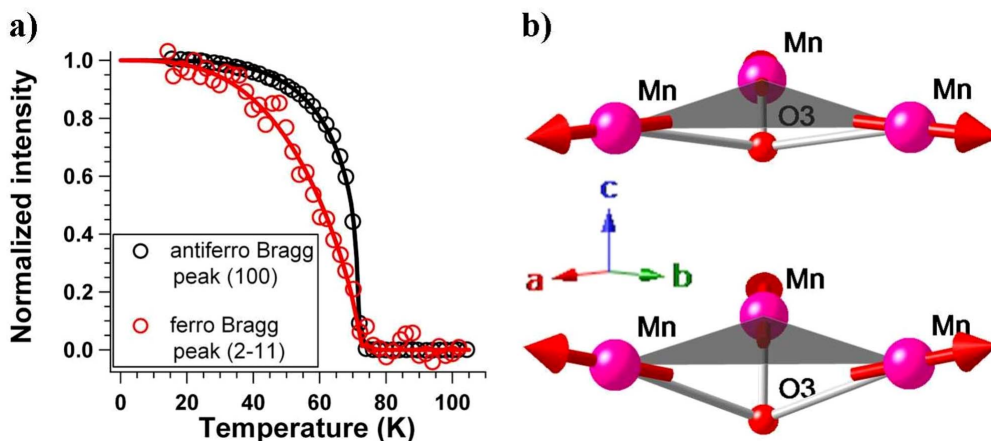 a)
Normalized intensity
1.0
0.8
0.6
0.4
0.2
0.0
antiferro Bragg
peak (100)
ferro Bragg
peak (2-11)
0
20
40
60
80
100
Temperature (K)
b)
Mn
Mn
Mn
O3
c
a
b
Mn
Mn
Mn
O3